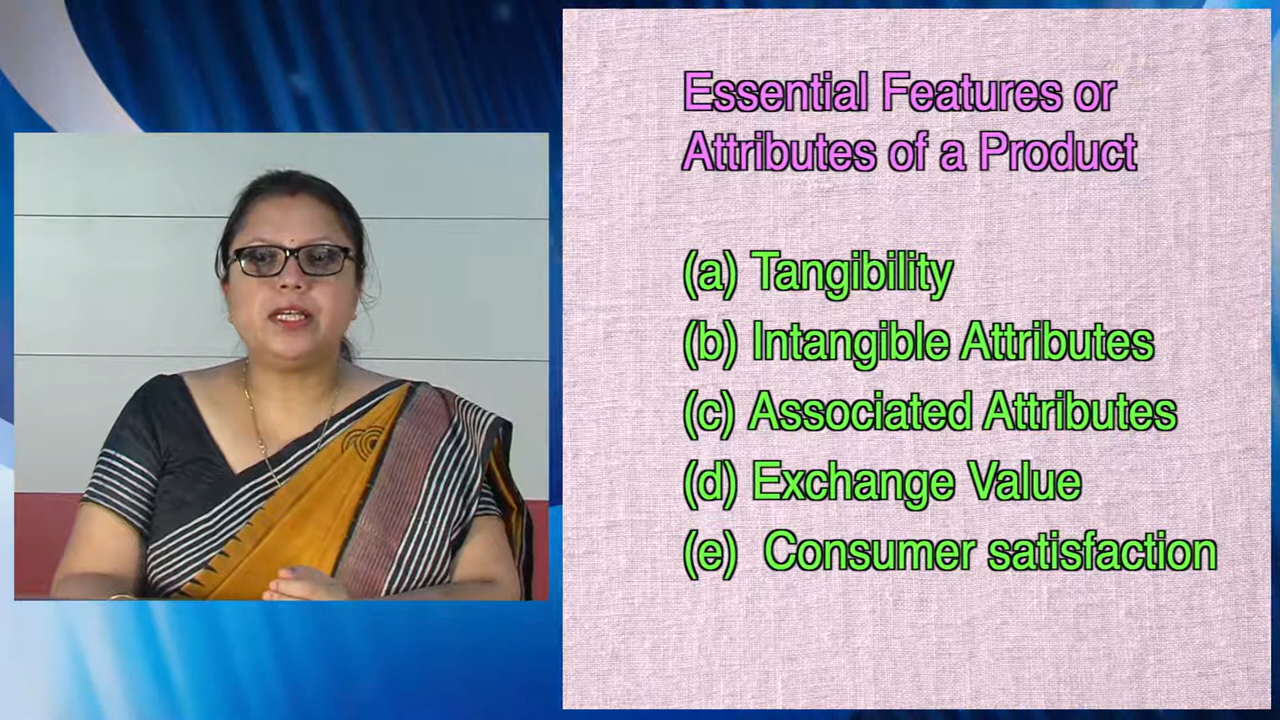 Essential Features or
Attributes of a Product
(a) Tangibility
(b) Intangible Attributes
(c) Associated Attributes
(d) Exchange Value
(e) Consumer satisfaction